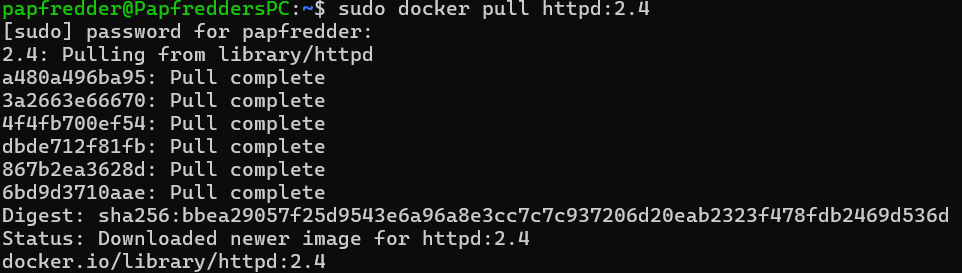 papfredder@PapfreddersPC:~$ sudo docker pull httpd:2.4
[sudo] password for papfredder:
2.4: Pulling from library/httpd
a480a496ba95: Pull complete
3a2663e66670: Pull complete
4f4fb700ef54: Pull complete
dbde712f81fb: Pull complete
867b2ea3628d: Pull complete
6bd9d3710aae: Pull complete
Digest: sha256:bbea29057f25d9543e6a96a8e3cc7c7c937206d20eab2323f478fdb2469d536d
Status: Downloaded newer image for httpd:2.4
docker.io/library/httpd:2.4